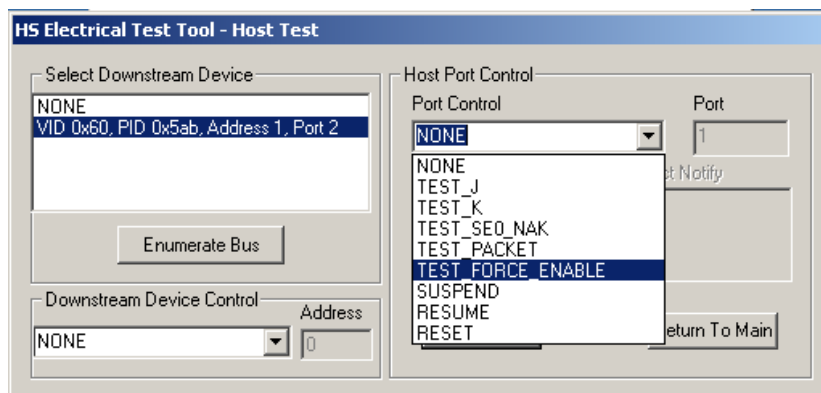 HS Electrical Test Tool - Host Test
Select Downstream Device
NONE
VID 0x60, PID 0x5ab, Address 1, Port 2
Enumerate Bus
Downstream Device Control
Address
NONE
0
Host Port Control
Port Control
Port
NONE
1
Notify
NONE
TEST_J
TEST_K
TEST_SE0_NAK
TEST_PACKET
TEST_FORCE_ENABLE
SUSPEND
RESUME
RESET
eturn To Main